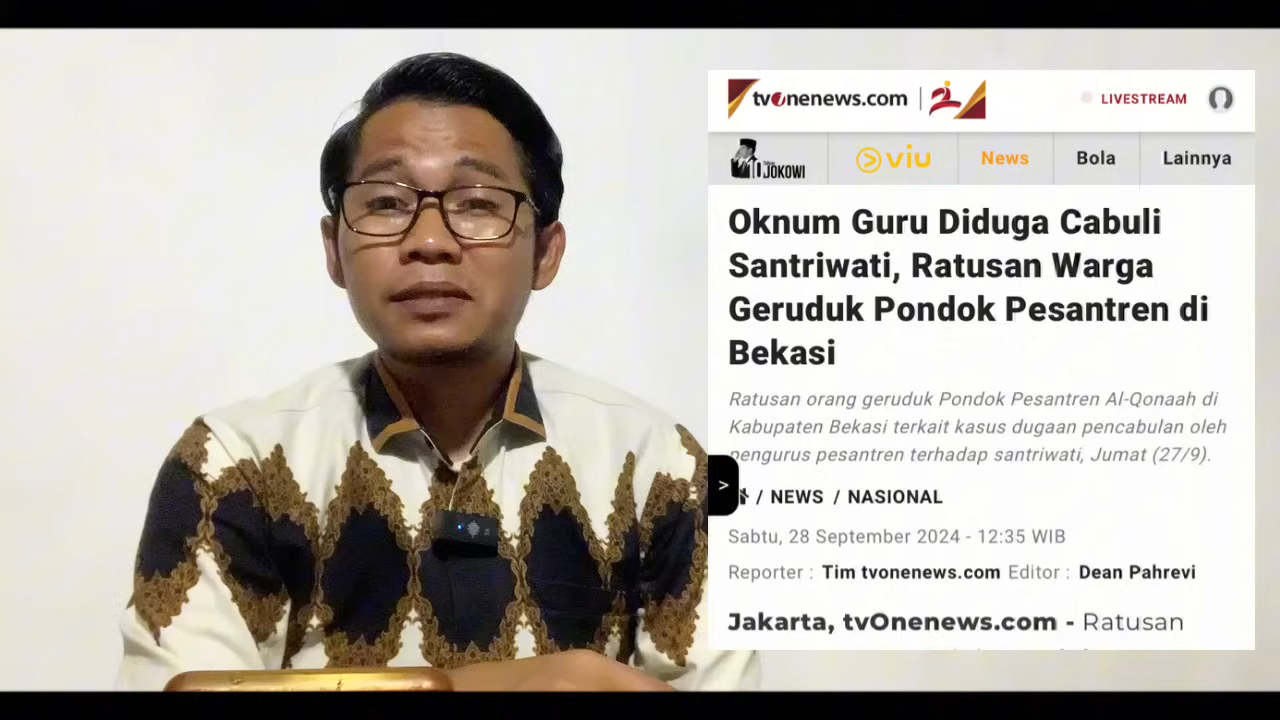 tvOnenews.com
LIVESTREAM
10 JOKOWI
viu
News
Bola
Lainnya
Oknum Guru Diduga Cabuli
Santriwati, Ratusan Warga
Geruduk Pondok Pesantren di
Bekasi
Ratusan orang geruduk Pondok Pesantren Al-Qonaah di
Kabupaten Bekasi terkait kasus dugaan pencabulan oleh
pengurus pesantren terhadap santriwati, Jumat (27/9).
>
/ NEWS / NASIONAL
Sabtu, 28 September 2024 - 12:35 WIB
Reporter : Tim tvonenews.com Editor : Dean Pahrevi
Jakarta, tvOnenews.com - Ratusan